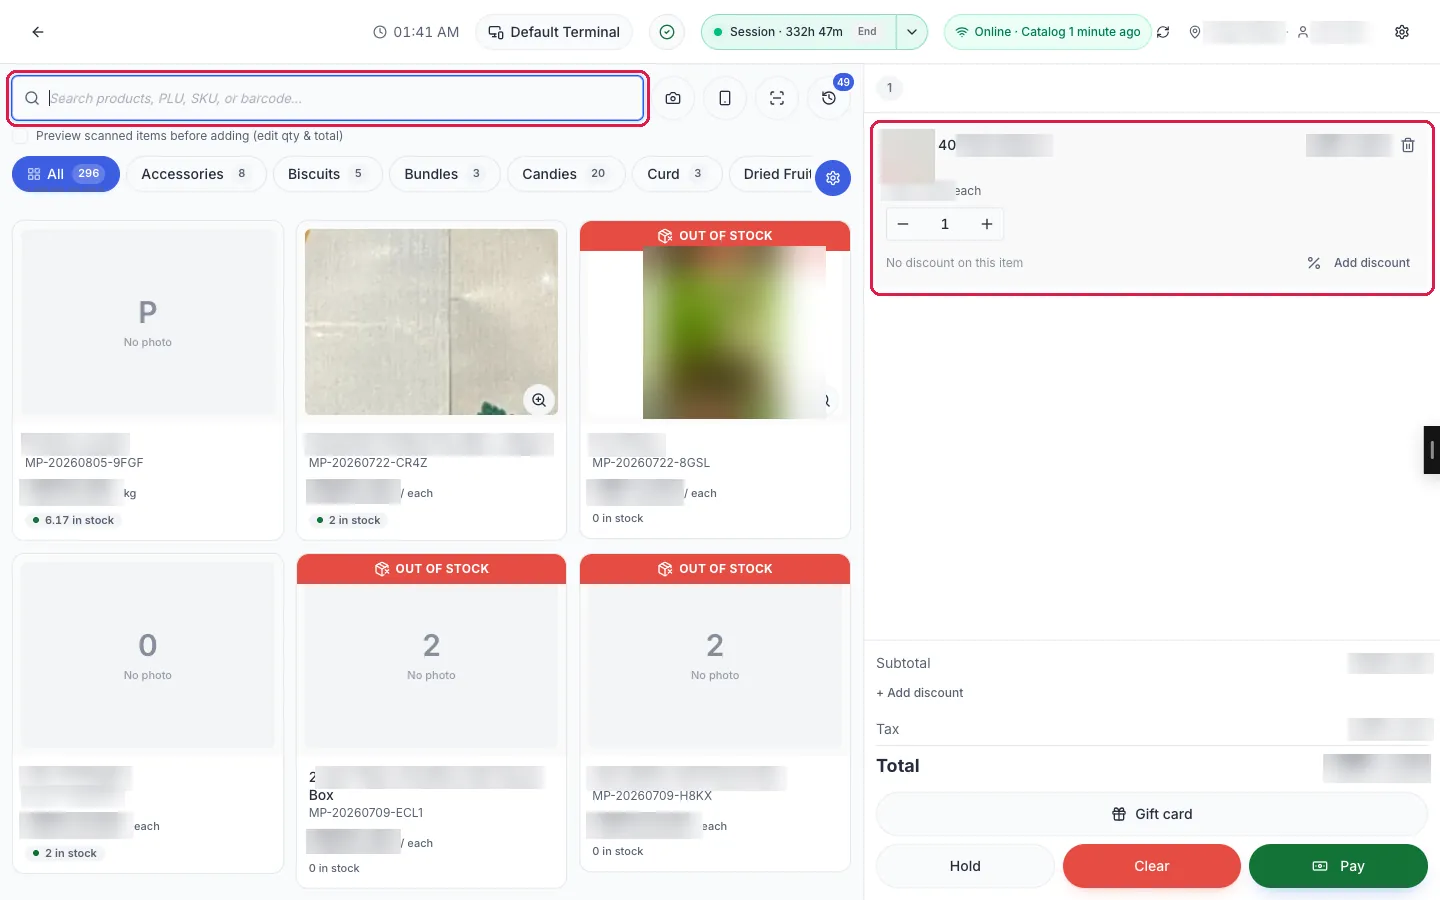 01:41 AM
Default Terminal
Session · 332h 47m
End
Online · Catalog 1 minute ago
Search products, PLU, SKU, or barcode...
49
Preview scanned items before adding (edit qty & total)
All 296
Accessories 8
Biscuits 5
Bundles 3
Candies 20
Curd 3
Dried Fruit
P
No photo
MP-20260805-9FGF
kg
6.17 in stock
MP-20260722-CR4Z
/ each
2 in stock
OUT OF STOCK
MP-20260722-8GSL
/ each
0 in stock
0
No photo
each
2 in stock
OUT OF STOCK
2
No photo
2
Box
MP-20260709-ECL1
/ each
0 in stock
OUT OF STOCK
2
No photo
MP-20260709-H8KX
each
0 in stock
1
40
each
1
No discount on this item
Add discount
Subtotal
+ Add discount
Tax
Total
Gift card
Hold
Clear
Pay